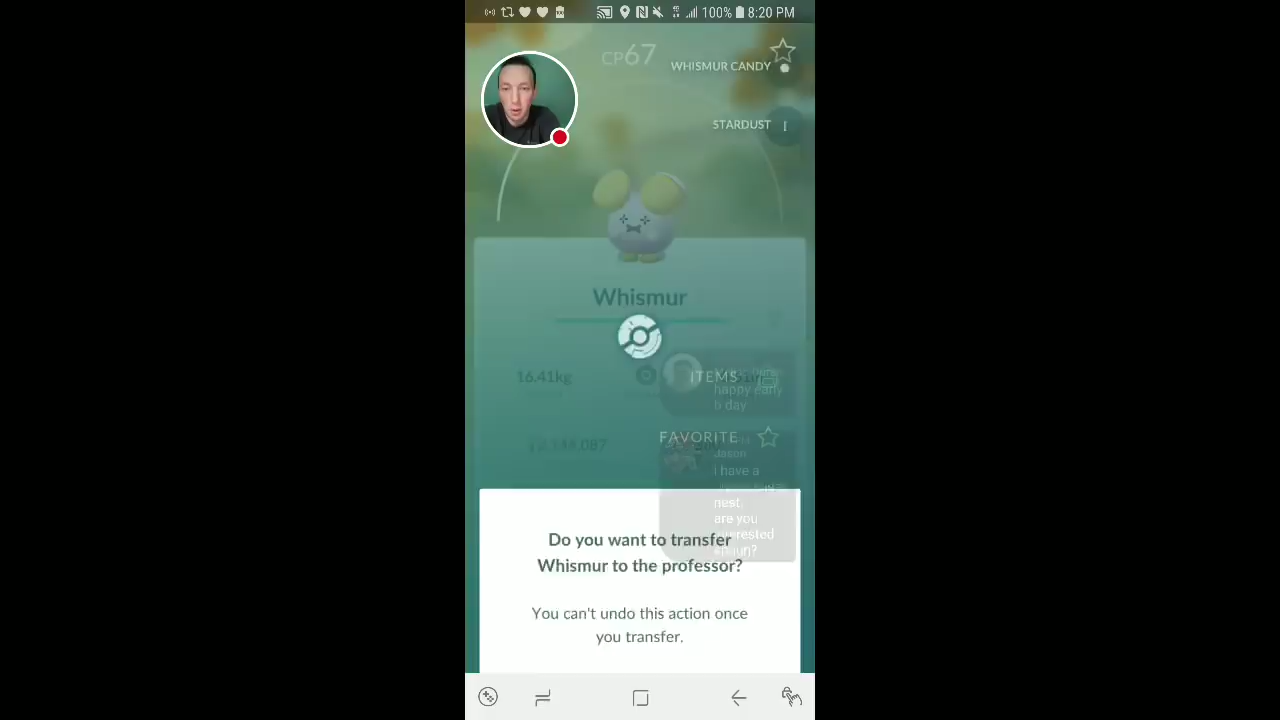 100% 8:20 PM
CP67
WHISMUR CANDY
STARDUST
Whismur
16.41kg
ITEMS
happy early
b day
FAVORITE
Jason
i have a
nest,
are you
Do you want to transfer
Whismur to the professor?
You can't undo this action once
you transfer.